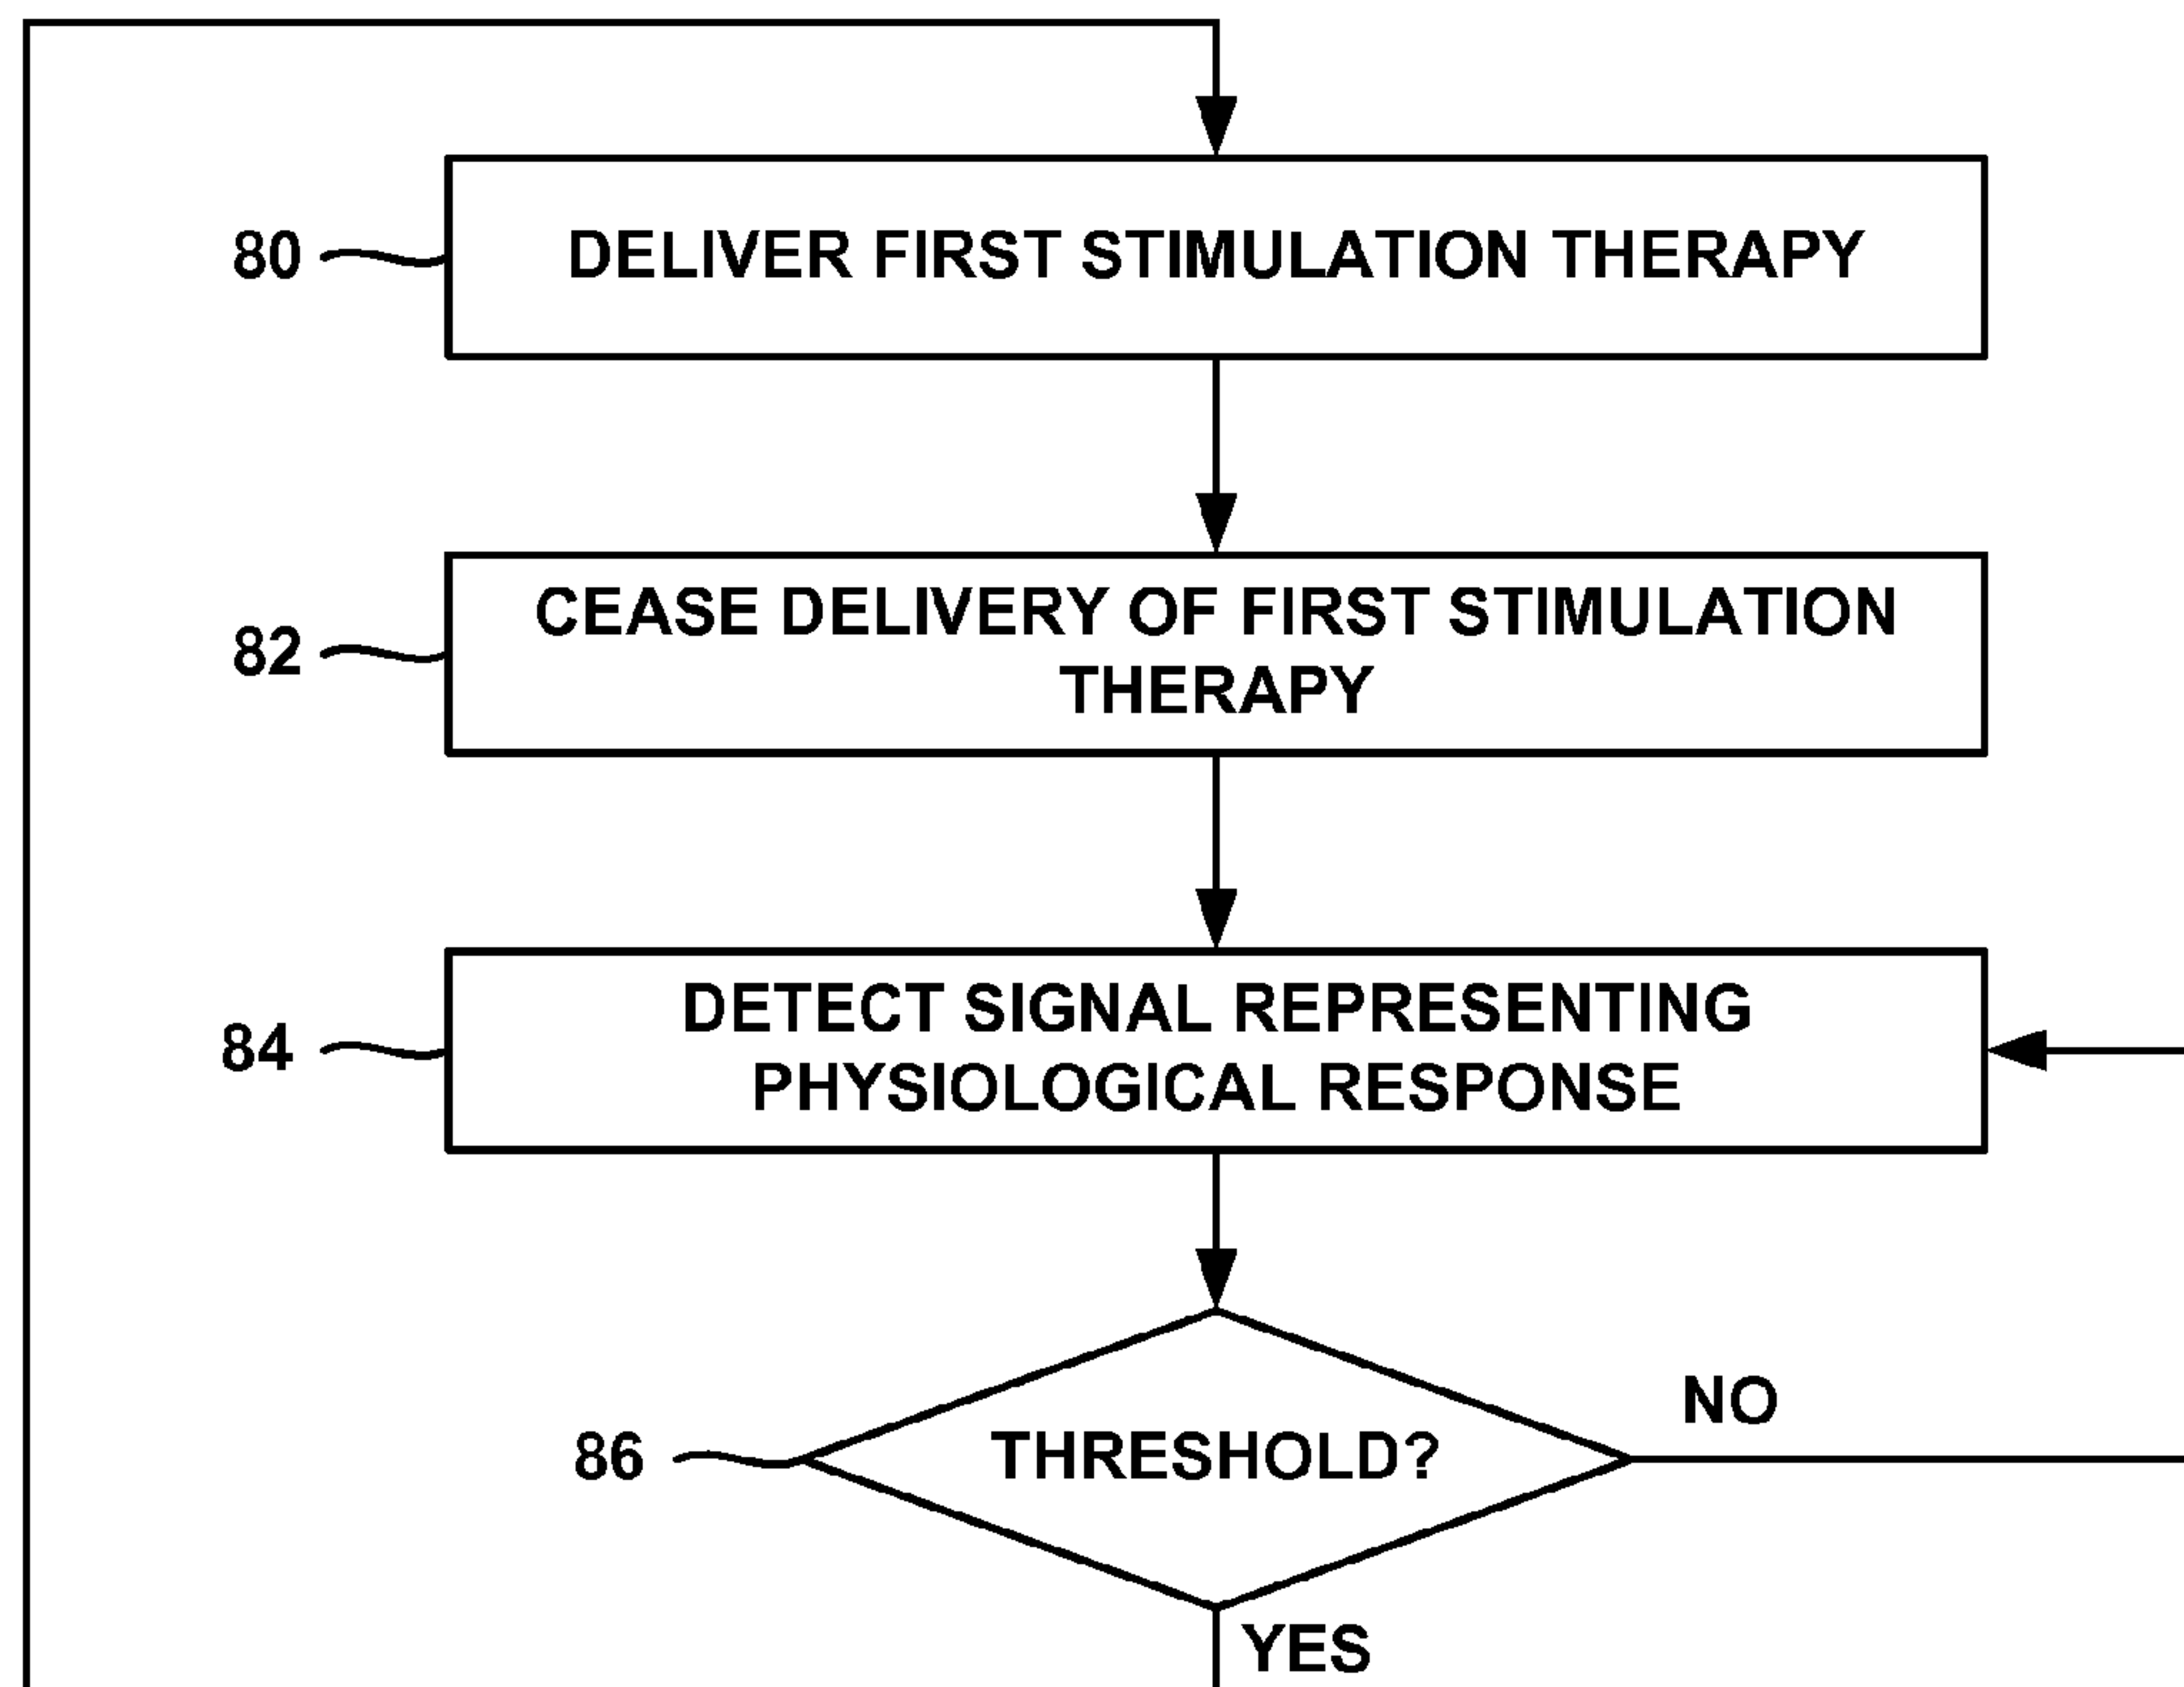 80
DELIVER FIRST STIMULATION THERAPY
82
CEASE DELIVERY OF FIRST STIMULATION
THERAPY
84
DETECT SIGNAL REPRESENTING
PHYSIOLOGICAL RESPONSE
86
THRESHOLD?
NO
YES